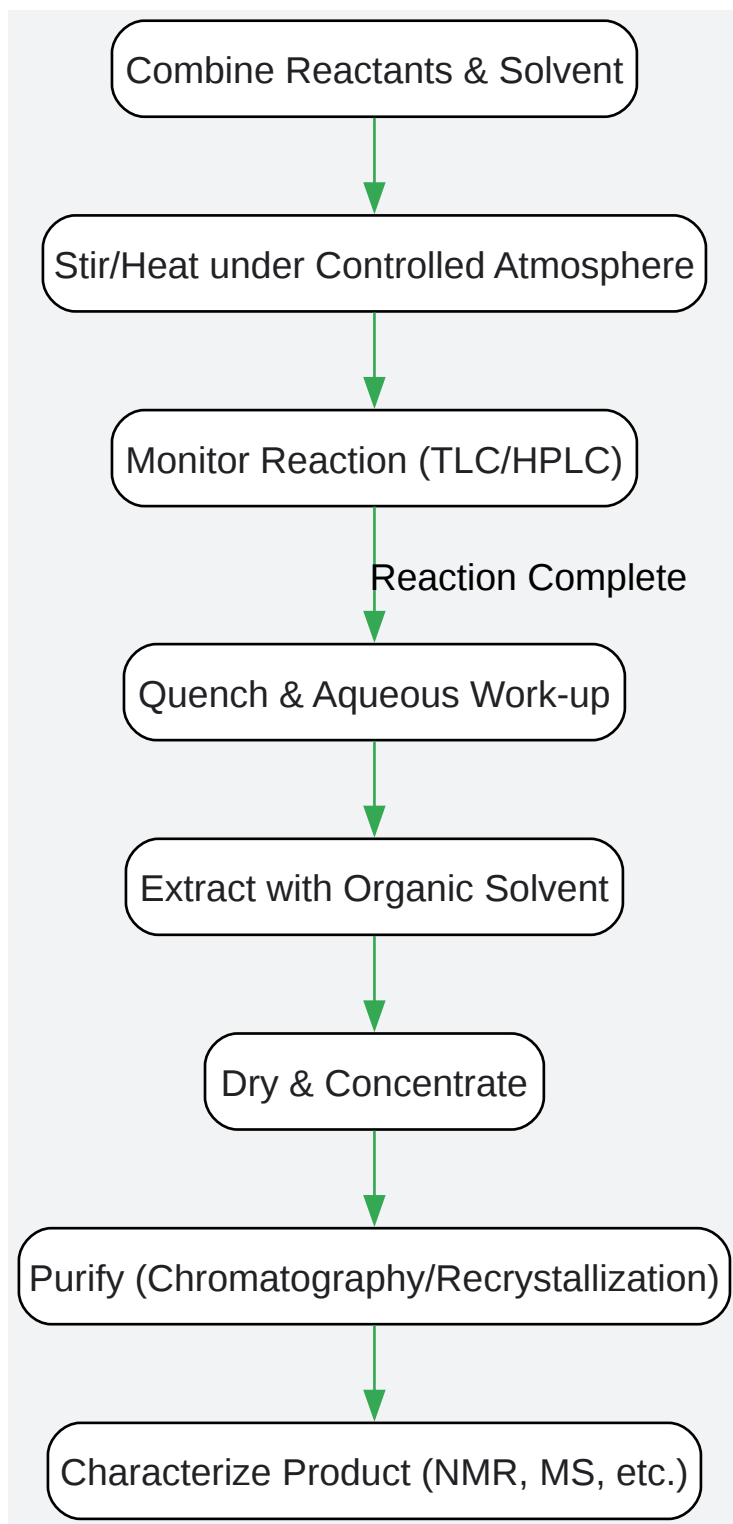 Combine Reactants & Solvent
Stir/Heat under Controlled Atmosphere
Monitor Reaction (TLC/HPLC)
Reaction Complete
Quench & Aqueous Work-up
Extract with Organic Solvent
Dry & Concentrate
Purify (Chromatography/Recrystallization)
Characterize Product (NMR, MS, etc.)